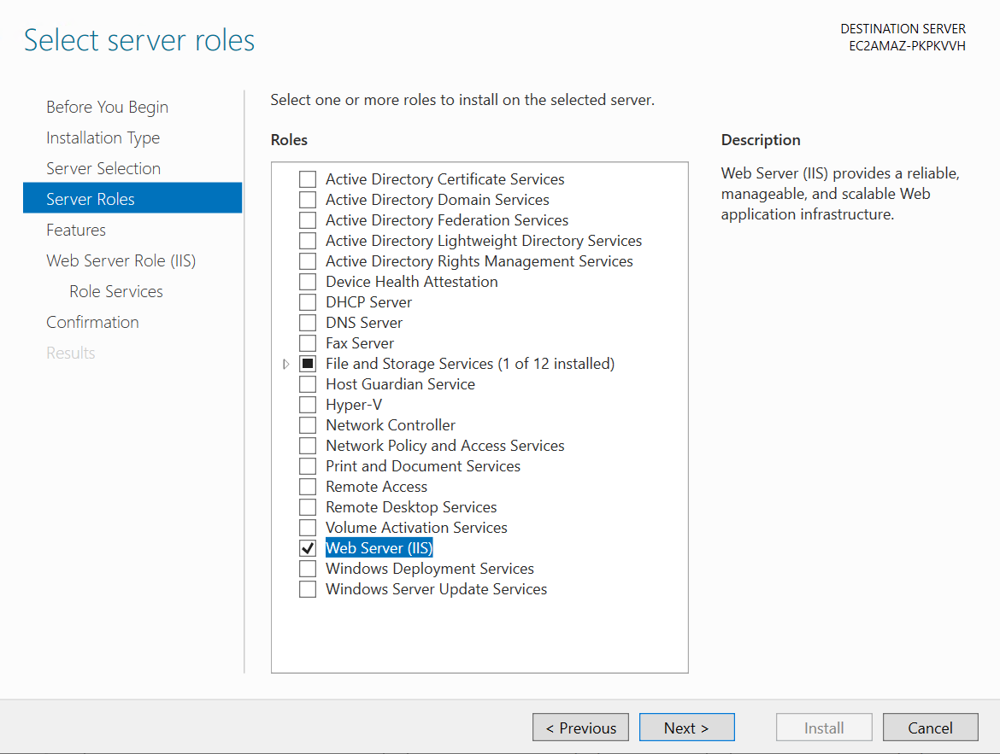 Select server roles
DESTINATION SERVER
EC2AMAZ-PKPKVVH
Before You Begin
Installation Type
Server Selection
Server Roles
Features
Web Server Role (IIS)
Role Services
Confirmation
Results
Select one or more roles to install on the selected server.
Roles
Active Directory Certificate Services
Active Directory Domain Services
Active Directory Federation Services
Active Directory Lightweight Directory Services
Active Directory Rights Management Services
Device Health Attestation
DHCP Server
DNS Server
Fax Server
File and Storage Services (1 of 12 installed)
Host Guardian Service
Hyper-V
Network Controller
Network Policy and Access Services
Print and Document Services
Remote Access
Remote Desktop Services
Volume Activation Services
Web Server (IIS)
Windows Deployment Services
Windows Server Update Services
Description
Web Server (IIS) provides a reliable,
manageable, and scalable Web
application infrastructure.
< Previous
Next >
Install
Cancel